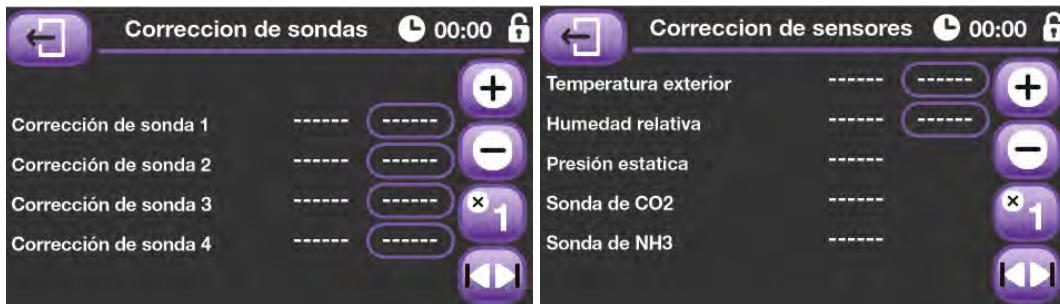 Correccion de sondas 00:00
Corrección de sonda 1 ------ ------
Corrección de sonda 2 ------ ------
Corrección de sonda 3 ------ ------
Corrección de sonda 4 ------ ------
+
−
×1
Correccion de sensores 00:00
Temperatura exterior ------ ------
Humedad relativa ------ ------
Presión estatica ------
Sonda de CO2 ------
Sonda de NH3 ------
+
−
×1